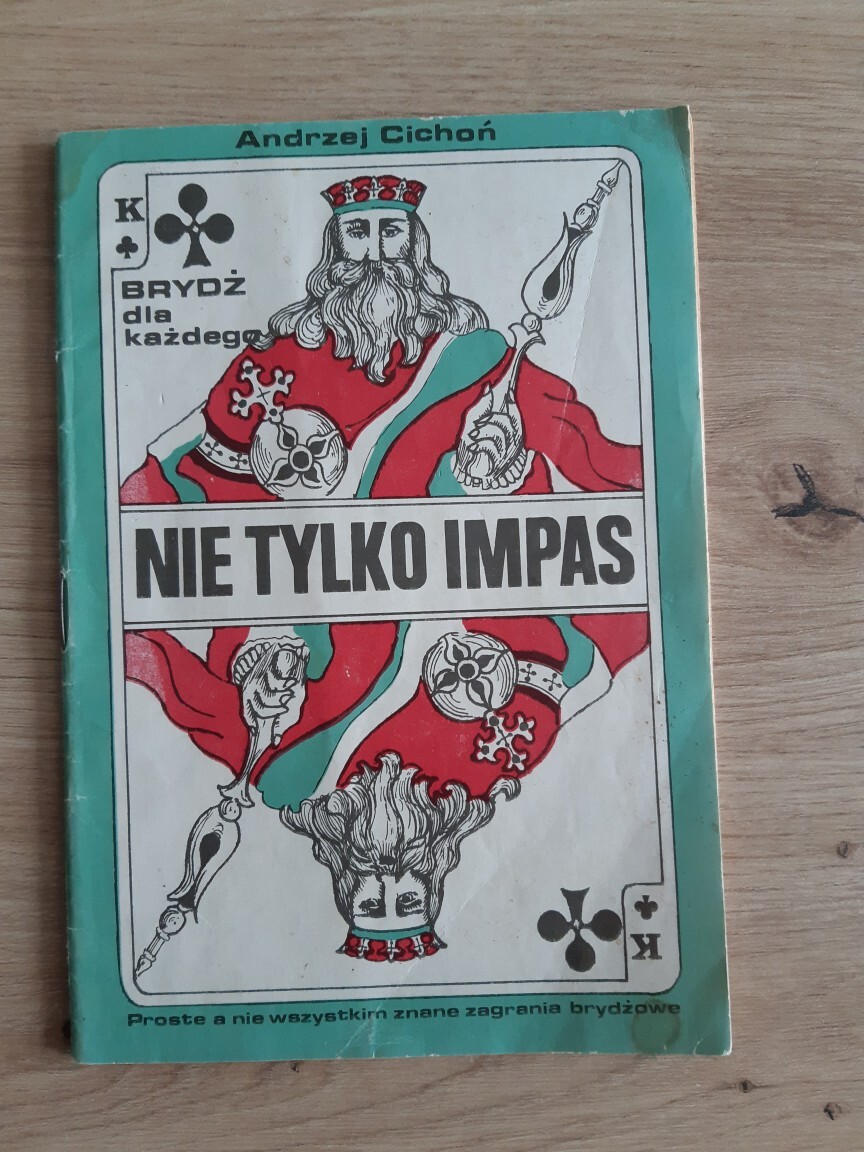 Andrzej Cichoń
K
BRYDŻ
dla
każdego
NIE TYLKO IMPAS
K
Proste a nie wszystkim znane zagrania brydżowe